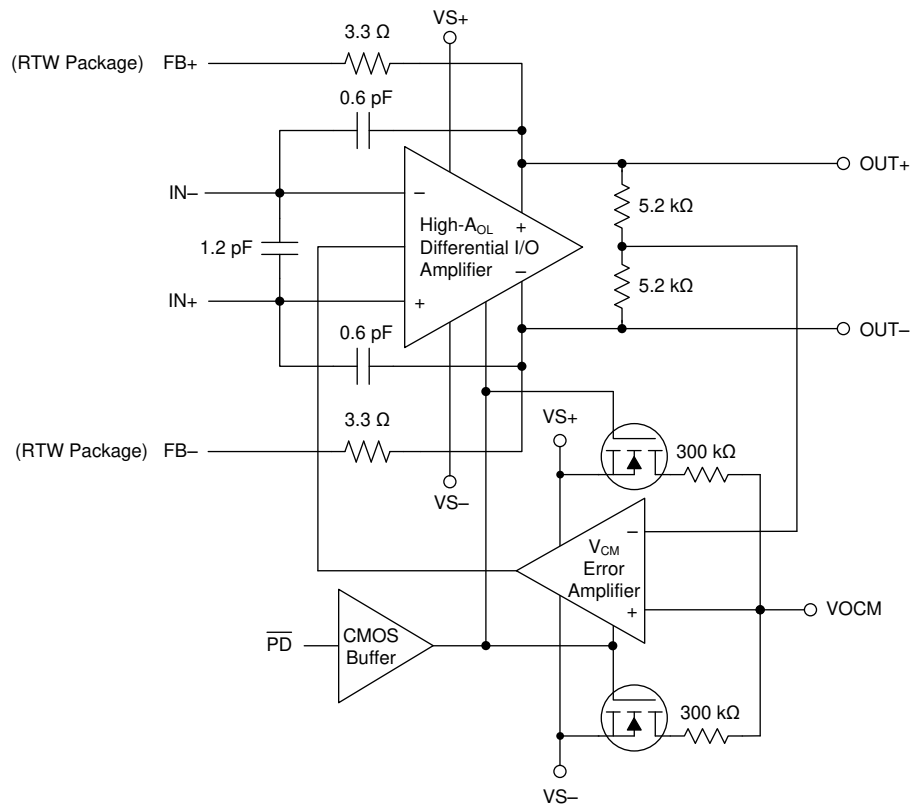 VS+
3.3 Ω
(RTW Package) FB+
0.6 pF
OUT+
IN–
–
5.2 kΩ
High-AOL
Differential I/O
Amplifier
+
–
1.2 pF
5.2 kΩ
IN+
+
OUT–
0.6 pF
3.3 Ω
VS+
(RTW Package) FB–
300 kΩ
VS–
–
VCM
Error
Amplifier
+
VOCM
PD
CMOS
Buffer
300 kΩ
VS–